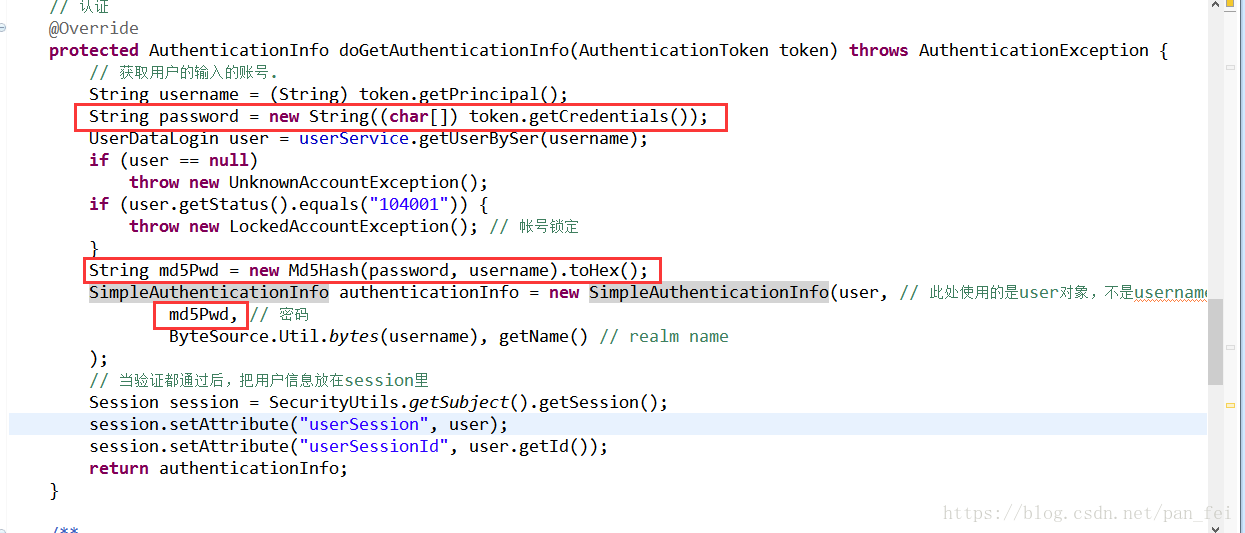 // 认证
@Override
protected AuthenticationInfo doGetAuthenticationInfo(AuthenticationToken token) throws AuthenticationException {
// 获取用户的输入的账号.
String username = (String) token.getPrincipal();
String password = new String((char[]) token.getCredentials());
UserDataLogin user = userService.getUserBySer(username);
if (user == null)
throw new UnknownAccountException();
if (user.getStatus().equals("104001")) {
throw new LockedAccountException(); // 帐号锁定
}
String md5Pwd = new Md5Hash(password, username).toHex();
SimpleAuthenticationInfo authenticationInfo = new SimpleAuthenticationInfo(user, // 此处使用的是user对象，不是username
md5Pwd, // 密码
ByteSource.Util.bytes(username), getName() // realm name
);
// 当验证都通过后，把用户信息放在session里
Session session = SecurityUtils.getSubject().getSession();
session.setAttribute("userSession", user);
session.setAttribute("userSessionId", user.getId());
return authenticationInfo;
}
/**
https://blog.csdn.net/pan_fei